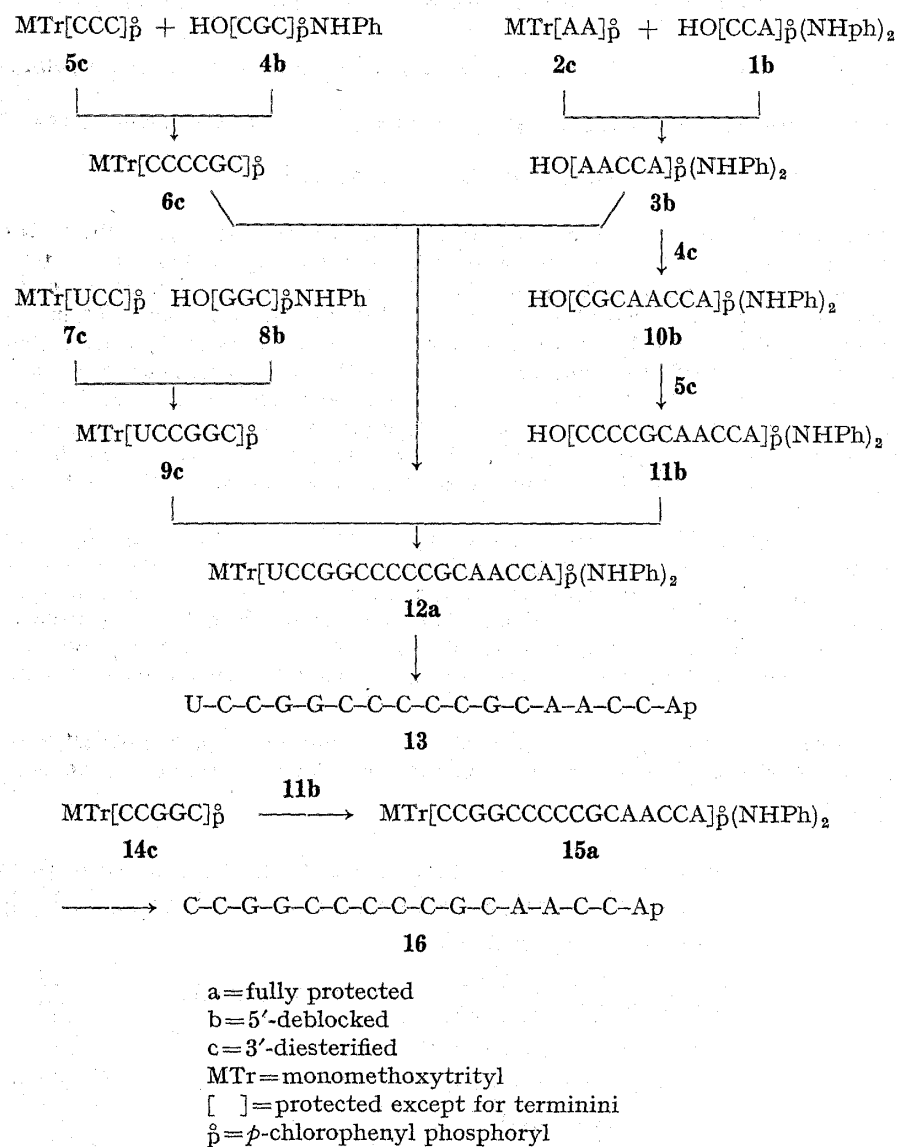 MTr[CCC]p̊ + HO[CGC]p̊NHPh
5c 4b
MTr[AA]p̊ + HO[CCA]p̊(NHph)₂
2c 1b
MTr[CCCCGC]p̊
6c
HO[AACCA]p̊(NHPh)₂
3b
4c
MTr[UCC]p̊ HO[GGC]p̊NHPh
7c 8b
HO[CGCAACCA]p̊(NHPh)₂
10b
5c
MTr[UCCGGC]p̊
9c
HO[CCCCGCAACCA]p̊(NHPh)₂
11b
MTr[UCCGGCCCCCGCAACCA]p̊(NHPh)₂
12a
U–C–C–G–G–C–C–C–C–C–G–C–A–A–C–C–Ap
13
MTr[CCGGC]p̊ 11b MTr[CCGGCCCCCGCAACCA]p̊(NHPh)₂
14c 15a
C–C–G–G–C–C–C–C–C–G–C–A–A–C–C–Ap
16
a=fully protected
b=5′-deblocked
c=3′-diesterified
MTr=monomethoxytrityl
[ ]=protected except for terminini
p̊=p-chlorophenyl phosphoryl